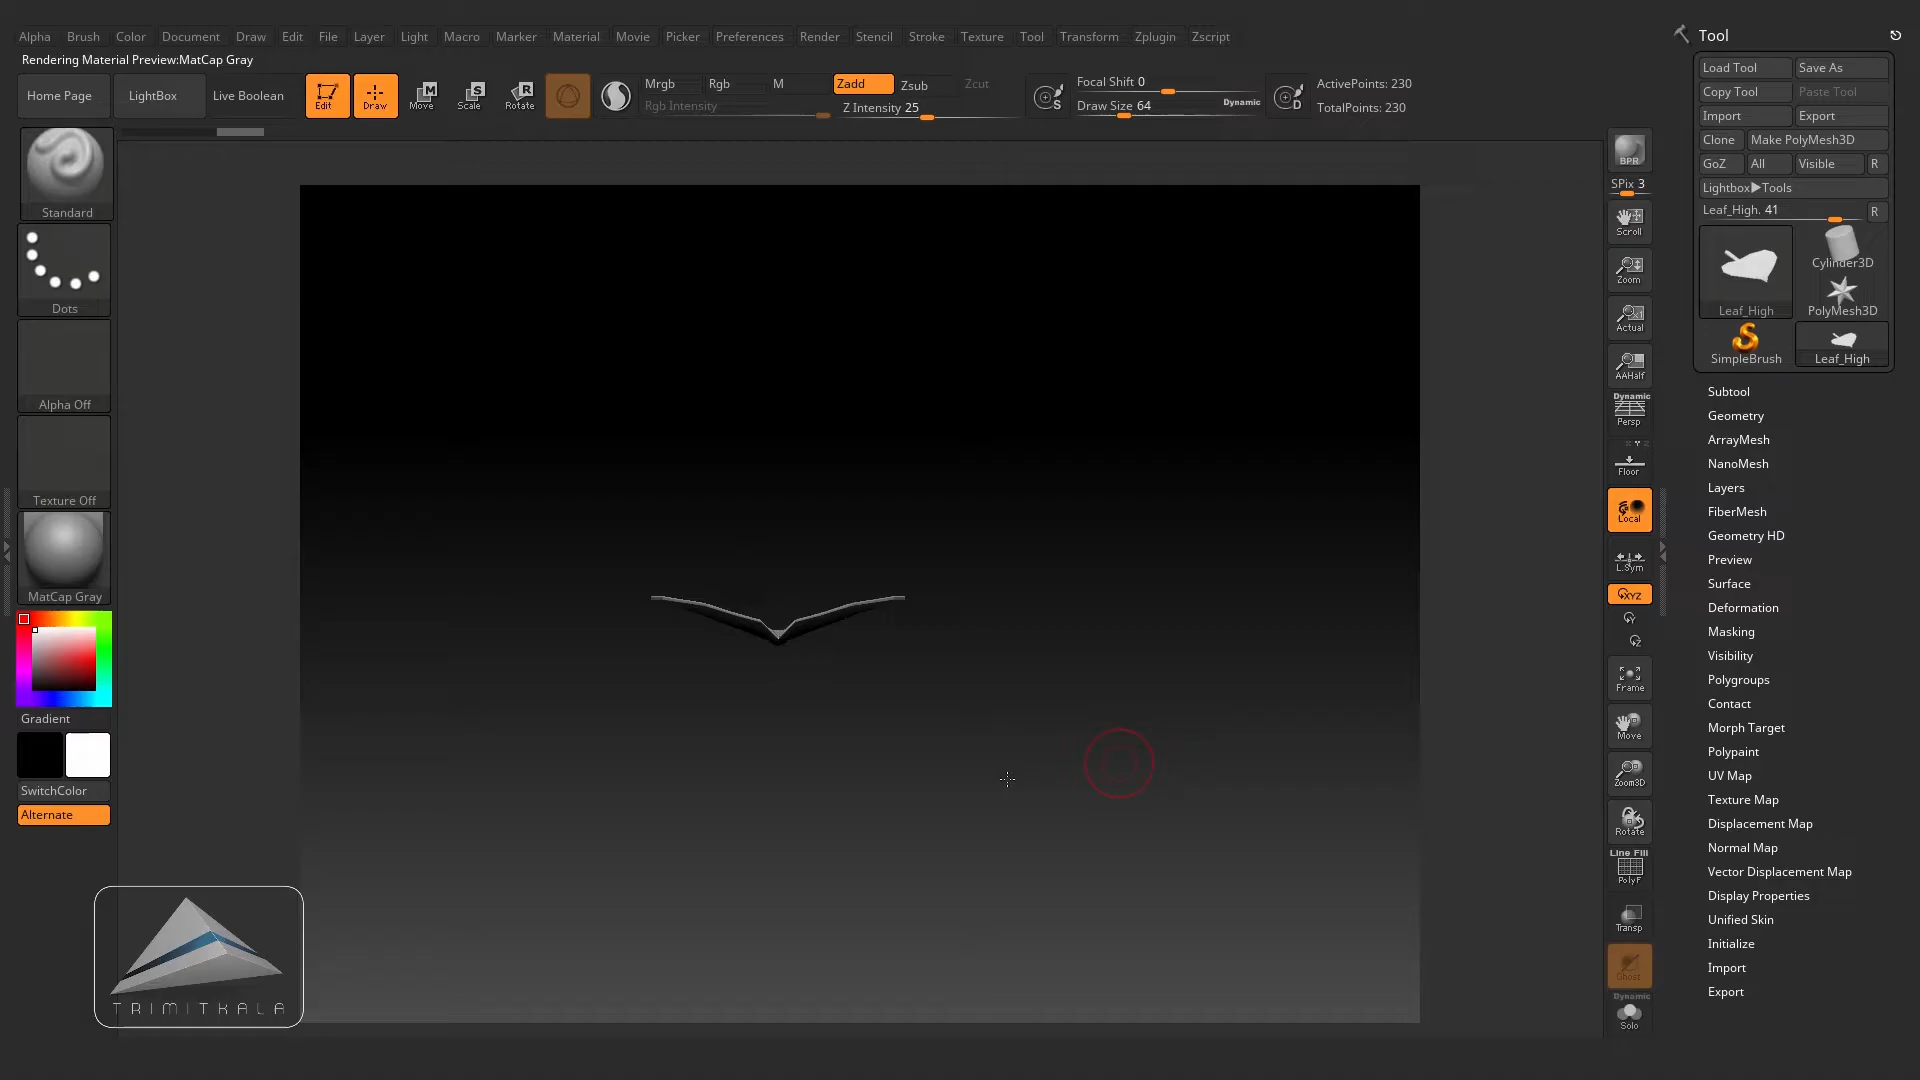 Alpha Brush Color Document Draw Edit File Layer Light Macro Marker Material Movie Picker Preferences Render Stencil Stroke Texture Tool Transform Zplugin Zscript
Rendering Material Preview:MatCap Gray
Home Page LightBox Live Boolean Edit Draw Move Scale Rotate
Mrgb Rgb M
Rgb Intensity
Zadd Zsub Zcut
Z Intensity 25
Focal Shift 0
Draw Size 64 Dynamic
ActivePoints: 230
TotalPoints: 230
Standard
Dots
Alpha Off
Texture Off
MatCap Gray
Gradient
SwitchColor
Alternate
TRIMITKALA
BPR
SPix 3
Scroll
Zoom
Actual
AAHalf
Dynamic
Persp
Floor
Local
L.Sym
XYZ
Y
Z
Frame
Move
Zoom3D
Rotate
Line Fill
PolyF
Transp
Ghost
Dynamic
Solo
Tool
Load Tool Save As
Copy Tool Paste Tool
Import Export
Clone Make PolyMesh3D
GoZ All Visible R
Lightbox▶Tools
Leaf_High. 41 R
Leaf_High
Cylinder3D
PolyMesh3D
SimpleBrush
Leaf_High
Subtool
Geometry
ArrayMesh
NanoMesh
Layers
FiberMesh
Geometry HD
Preview
Surface
Deformation
Masking
Visibility
Polygroups
Contact
Morph Target
Polypaint
UV Map
Texture Map
Displacement Map
Normal Map
Vector Displacement Map
Display Properties
Unified Skin
Initialize
Import
Export